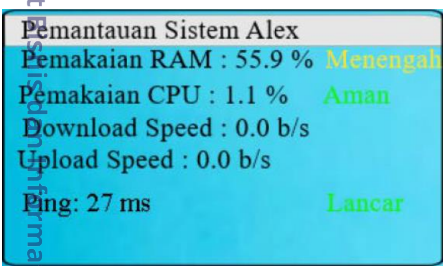 Pemantauan Sistem Alex
Pemakaian RAM : 55.9 % Menengah
Pemakaian CPU : 1.1 % Aman
Download Speed : 0.0 b/s
Upload Speed : 0.0 b/s
Ping: 27 ms Lancar